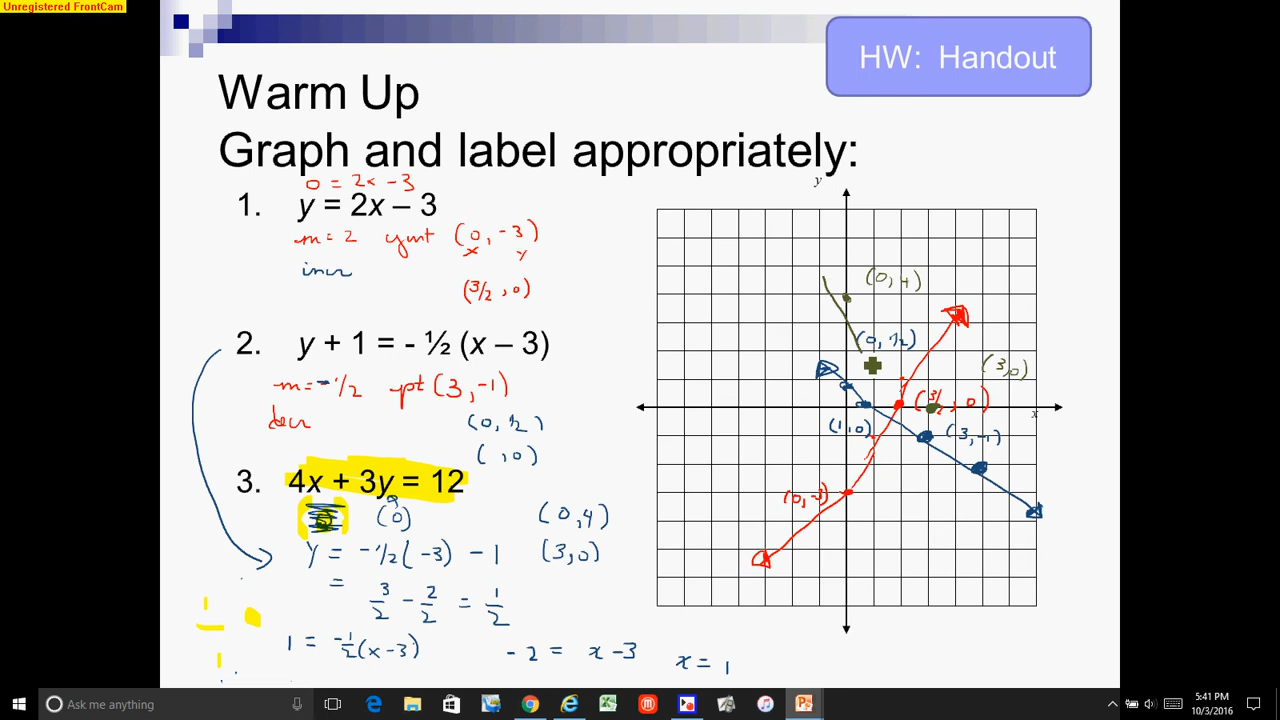 Unregistered FrontCam
HW: Handout
Warm Up
Graph and label appropriately:
0 = 2x - 3
1. y = 2x – 3
m = 2 yint (0, -3)
x y
incr
(3/2, 0)
2. y + 1 = - ½ (x – 3)
m = -1/2 pt (3, -1)
decr
(0, 1/2)
( , 0)
3. 4x + 3y = 12
(0) (0, 4)
y = -1/2(-3) - 1 (3, 0)
= 3/2 - 2/2 = 1/2
1 = -1/2(x-3) -2 = x-3 x = 1
y
(0, 4)
(0, 1/2)
(3, 0)
(3/2, 0)
x
(1, 0)
(3, -1)
(0, -3)
Ask me anything
5:41 PM
10/3/2016